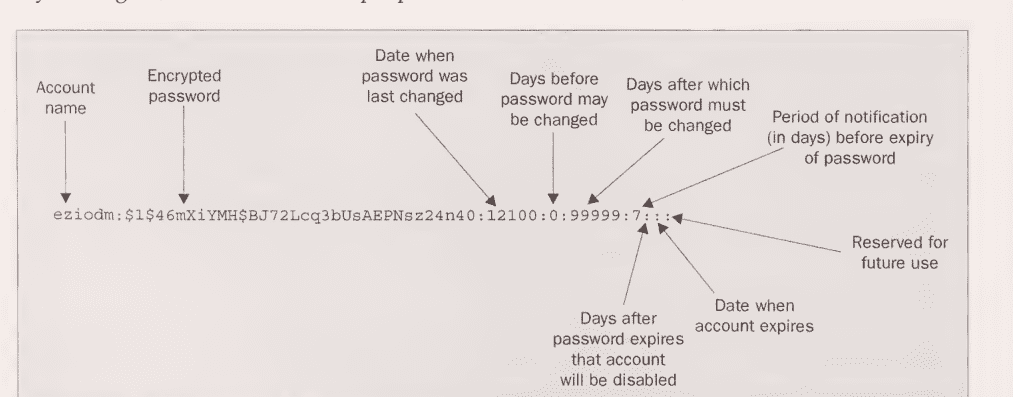 Account
name
Encrypted
password
Date when
password was
last changed
Days before
password may
be changed
Days after which
password must
be changed
Period of notification
(in days) before expiry
of password
eziodm:$1$46mXiYMH$BJ72Lcq3bUsAEPNsz24n40:12100:0:99999:7:::
Reserved for
future use
Days after
password expires
that account
will be disabled
Date when
account expires